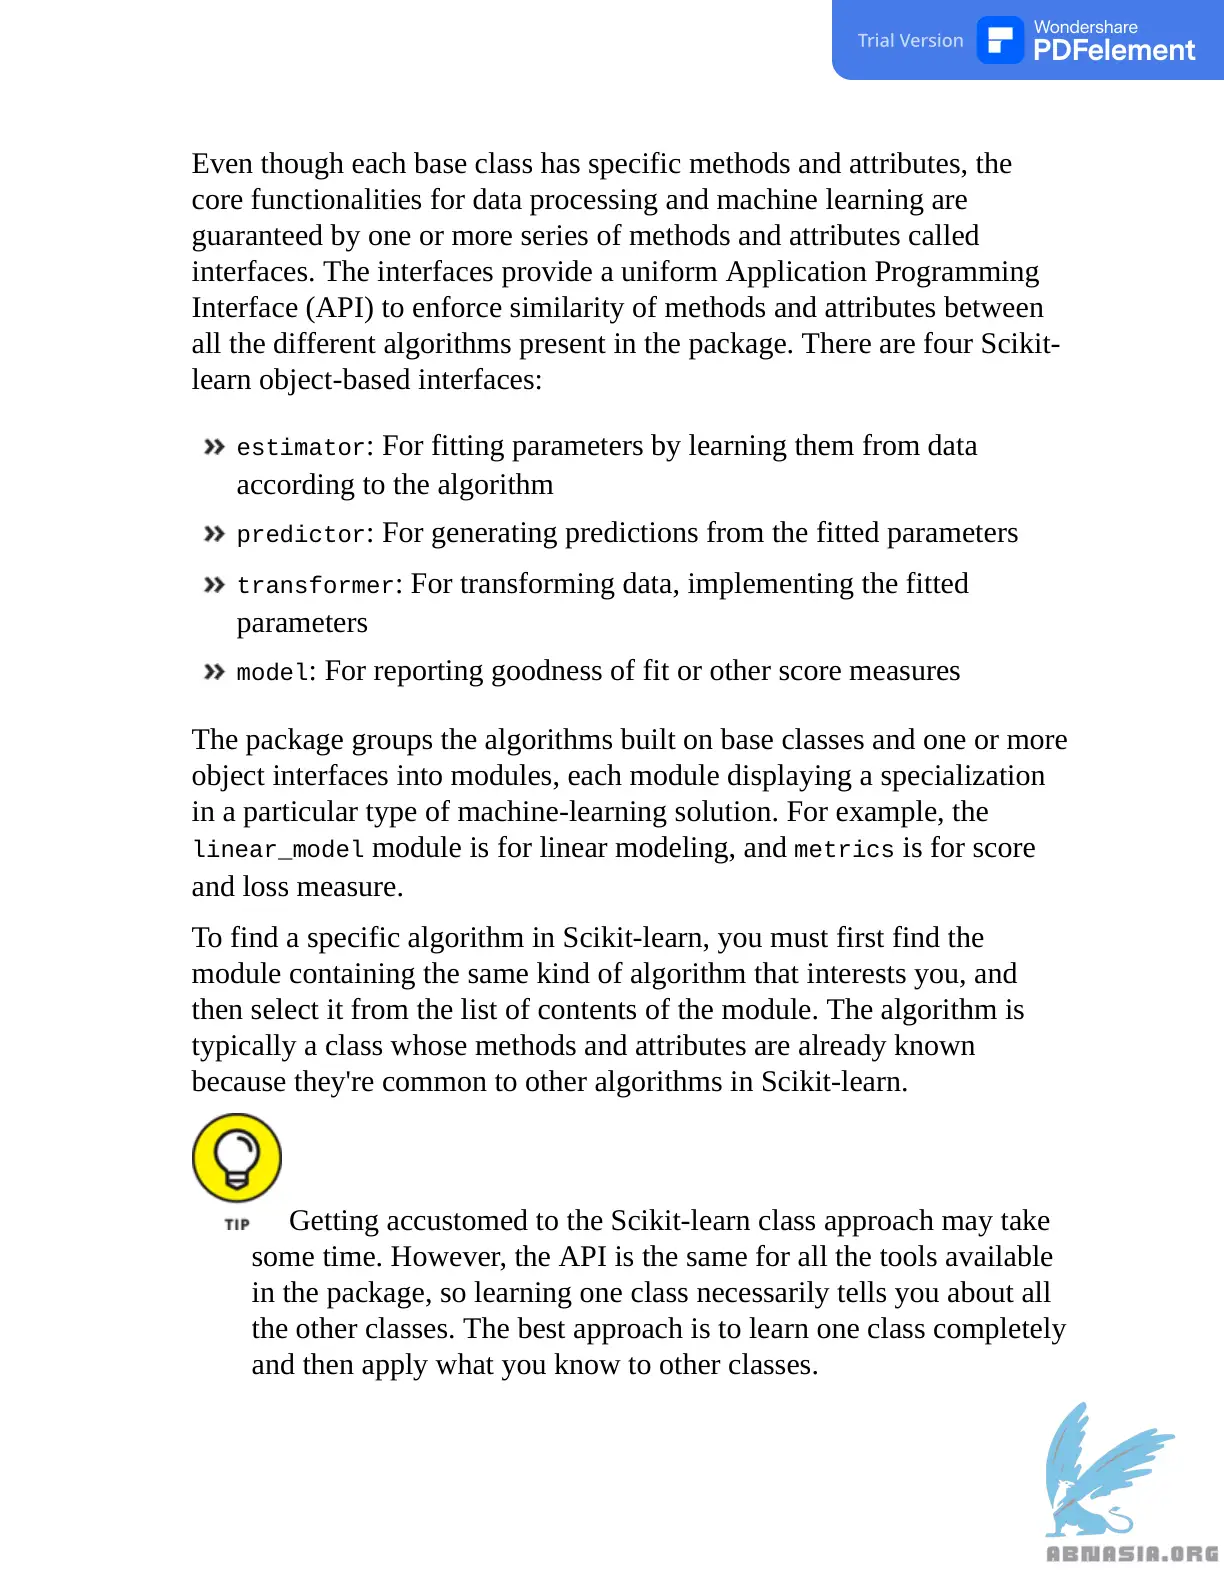 Trial Version
Wondershare
PDFelement
Even though each base class has specific methods and attributes, the
core functionalities for data processing and machine learning are
guaranteed by one or more series of methods and attributes called
interfaces. The interfaces provide a uniform Application Programming
Interface (API) to enforce similarity of methods and attributes between
all the different algorithms present in the package. There are four Scikit-
learn object-based interfaces:
» estimator: For fitting parameters by learning them from data
according to the algorithm
» predictor: For generating predictions from the fitted parameters
» transformer: For transforming data, implementing the fitted
parameters
» model: For reporting goodness of fit or other score measures
The package groups the algorithms built on base classes and one or more
object interfaces into modules, each module displaying a specialization
in a particular type of machine-learning solution. For example, the
linear_model module is for linear modeling, and metrics is for score
and loss measure.
To find a specific algorithm in Scikit-learn, you must first find the
module containing the same kind of algorithm that interests you, and
then select it from the list of contents of the module. The algorithm is
typically a class whose methods and attributes are already known
because they're common to other algorithms in Scikit-learn.
TIP Getting accustomed to the Scikit-learn class approach may take
some time. However, the API is the same for all the tools available
in the package, so learning one class necessarily tells you about all
the other classes. The best approach is to learn one class completely
and then apply what you know to other classes.
ABNASIA.ORG